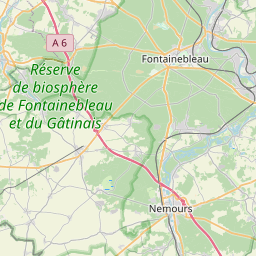 A 6
Fontainebleau
Réserve
de biosphère
de Fontainebleau
et du Gâtinais
Nemours